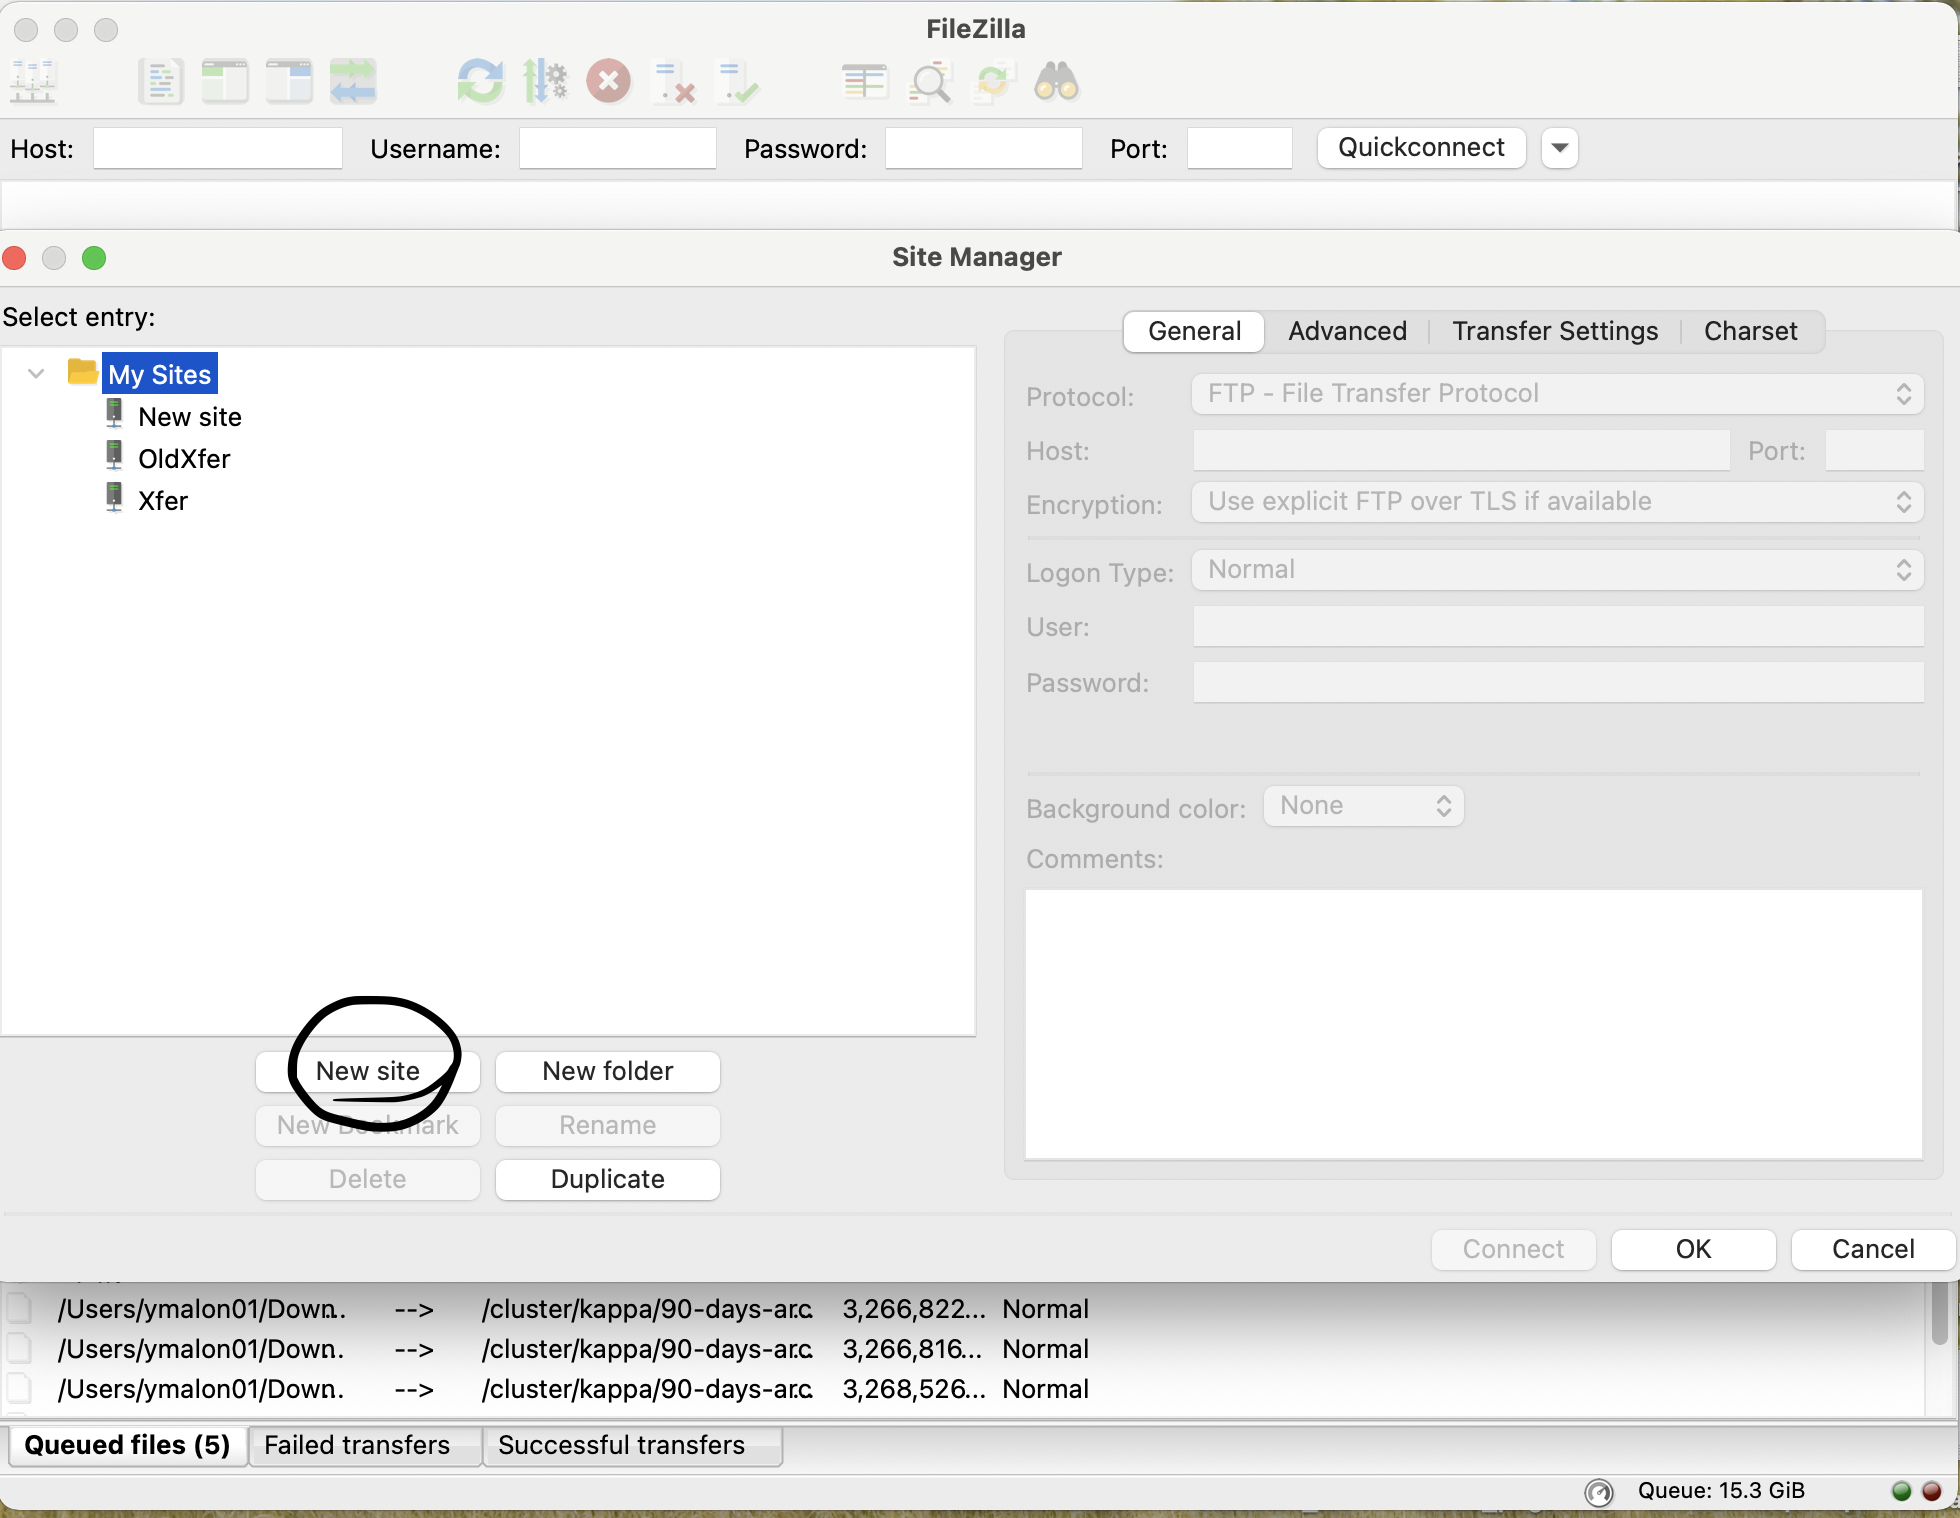 FileZilla
Host: Username: Password: Port: Quickconnect
Site Manager
Select entry:
My Sites
New site
OldXfer
Xfer
General Advanced Transfer Settings Charset
Protocol: FTP - File Transfer Protocol
Host: Port:
Encryption: Use explicit FTP over TLS if available
Logon Type: Normal
User:
Password:
Background color: None
Comments:
New site New folder
New Bookmark Rename
Delete Duplicate
Connect OK Cancel
/Users/ymalon01/Down.. --> /cluster/kappa/90-days-arc. 3,266,822... Normal
/Users/ymalon01/Down. --> /cluster/kappa/90-days-arc. 3,266,816... Normal
/Users/ymalon01/Down. --> /cluster/kappa/90-days-arc. 3,268,526... Normal
Queued files (5) Failed transfers Successful transfers
Queue: 15.3 GiB